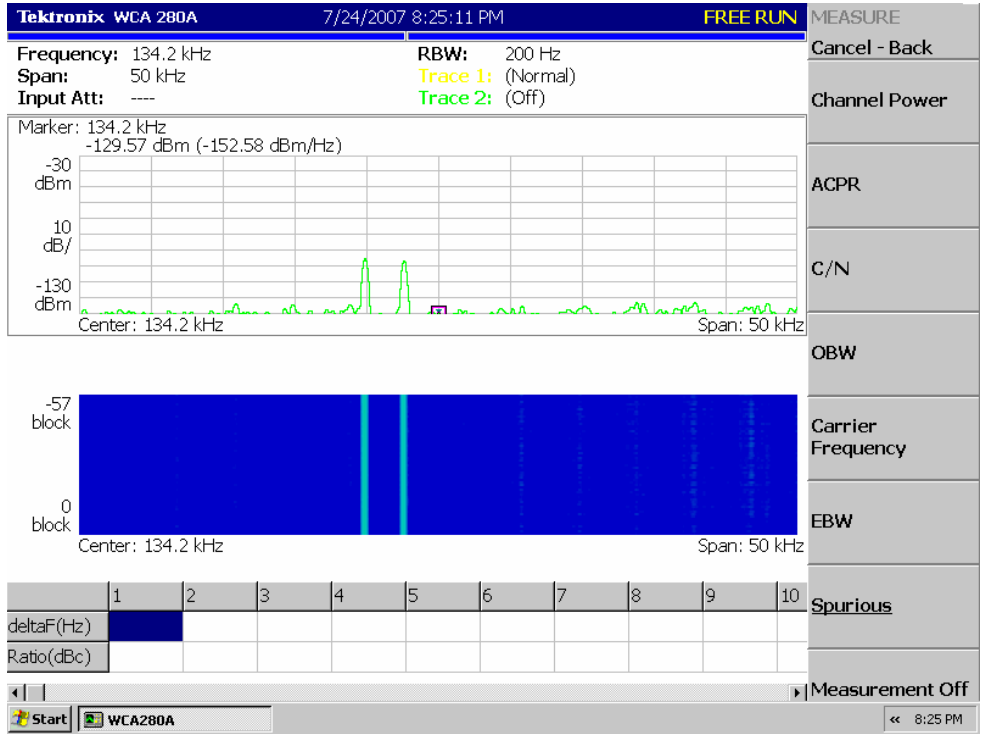 Tektronix WCA 280A 7/24/2007 8:25:11 PM FREE RUN
MEASURE
Cancel - Back
Frequency: 134.2 kHz RBW: 200 Hz
Span: 50 kHz Trace 1: (Normal)
Input Att: ---- Trace 2: (Off)
Marker: 134.2 kHz
-129.57 dBm (-152.58 dBm/Hz)
-30
dBm
10
dB/
-130
dBm
Center: 134.2 kHz Span: 50 kHz
-57
block
0
block
Center: 134.2 kHz Span: 50 kHz
1 2 3 4 5 6 7 8 9 10
deltaF(Hz)
Ratio(dBc)
Channel Power
ACPR
C/N
OBW
Carrier
Frequency
EBW
Spurious
Measurement Off
Start WCA280A « 8:25 PM